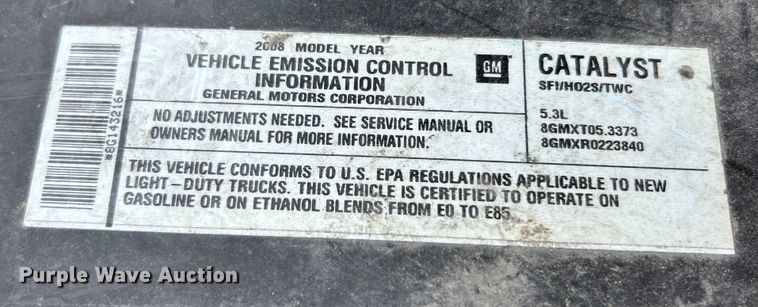 2008 MODEL YEAR
VEHICLE EMISSION CONTROL
INFORMATION
GENERAL MOTORS CORPORATION
GM
CATALYST
SFI/HO2S/TWC
*8G143216*
NO ADJUSTMENTS NEEDED. SEE SERVICE MANUAL OR
OWNERS MANUAL FOR MORE INFORMATION.
5.3L
8GMXT05.3373
8GMXR0223840
THIS VEHICLE CONFORMS TO U.S. EPA REGULATIONS APPLICABLE TO NEW
LIGHT-DUTY TRUCKS. THIS VEHICLE IS CERTIFIED TO OPERATE ON
GASOLINE OR ON ETHANOL BLENDS FROM E0 TO E85.
Purple Wave Auction